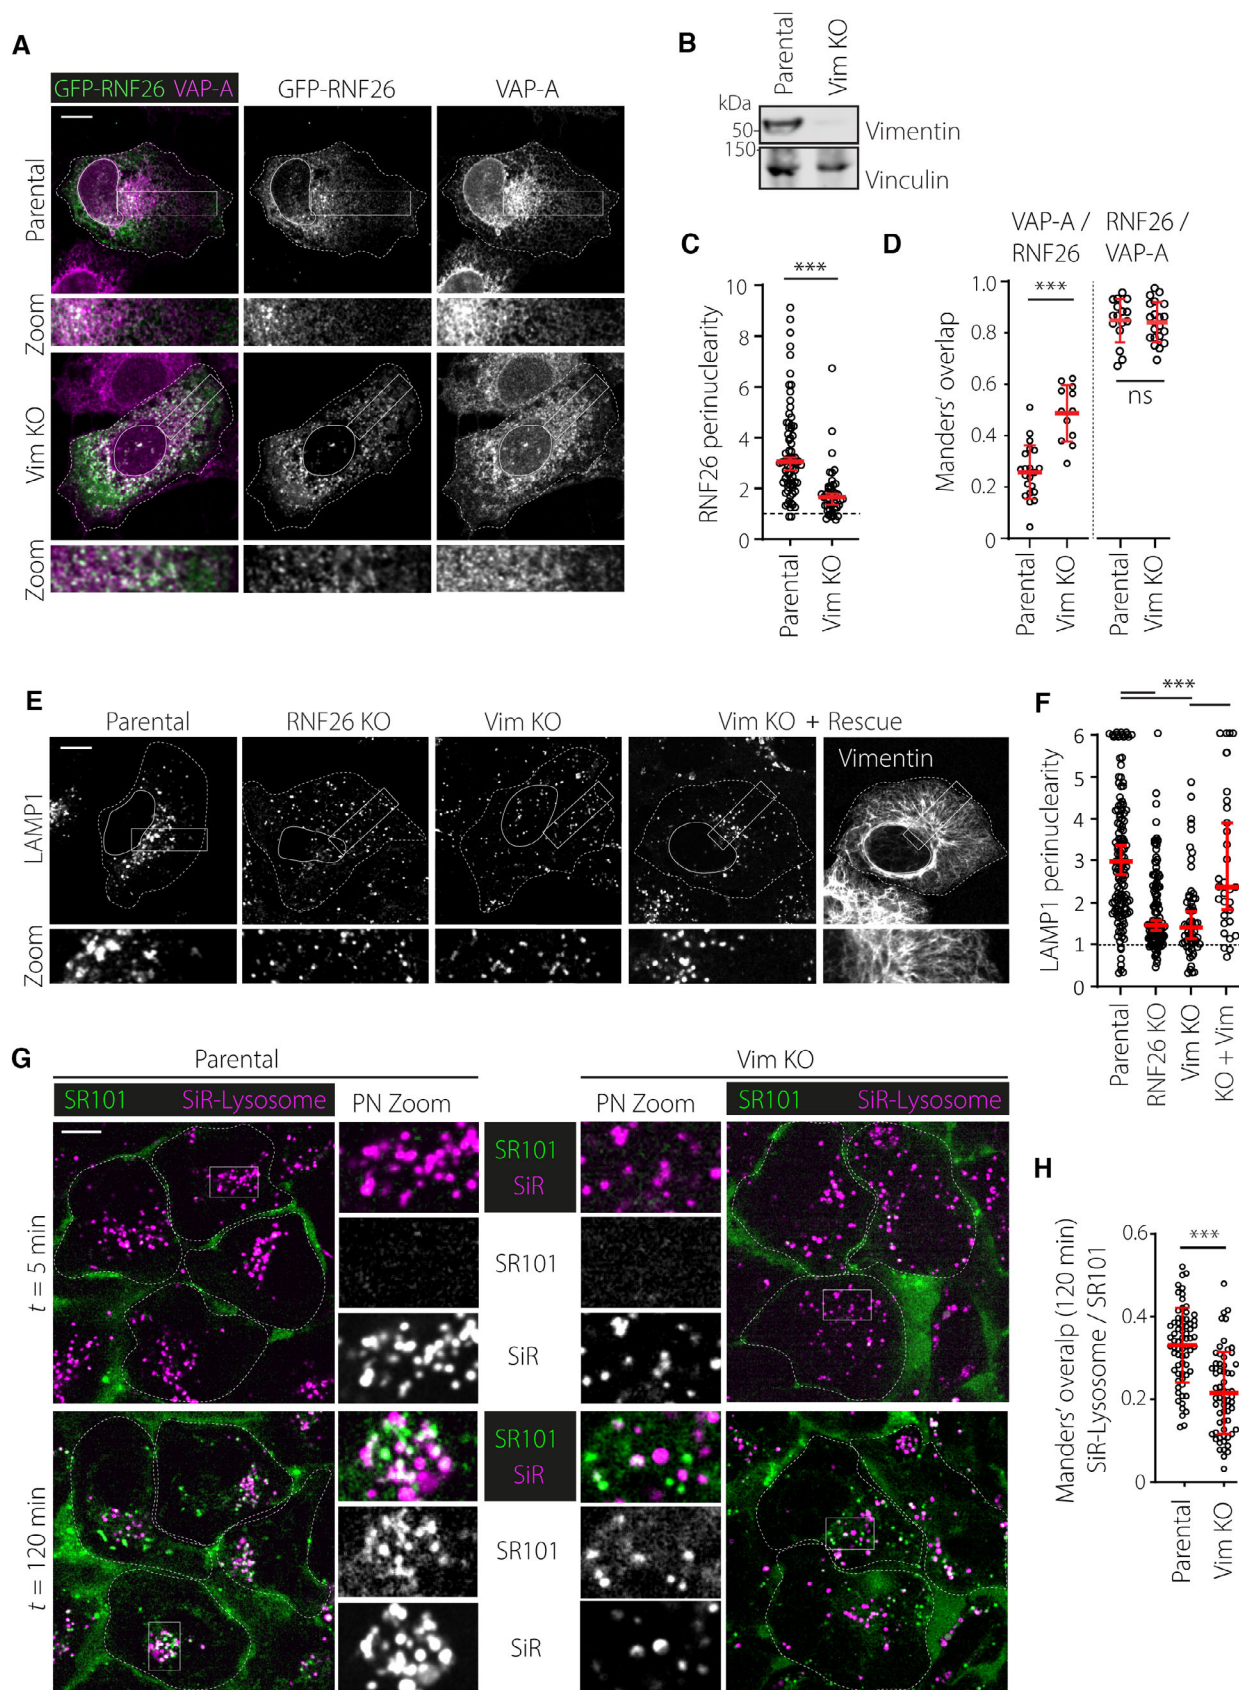 A
GFP-RNF26 VAP-A
GFP-RNF26
VAP-A
Parental
Zoom
Vim KO
Zoom
B
Parental
Vim KO
kDa
50-
150-
Vimentin
Vinculin
C
***
RNF26 perinuclearity
10
8
6
4
2
0
Parental
Vim KO
D
VAP-A / RNF26
RNF26 / VAP-A
***
ns
Manders' overlap
1.0
0.8
0.6
0.4
0.2
0
Parental
Vim KO
Parental
Vim KO
E
Parental
RNF26 KO
Vim KO
Vim KO + Rescue
Vimentin
LAMP1
Zoom
F
***
LAMP1 perinuclearity
6
5
4
3
2
1
0
Parental
RNF26 KO
Vim KO
KO + Vim
G
Parental
Vim KO
SR101 SiR-Lysosome
PN Zoom
PN Zoom
SR101 SiR-Lysosome
t = 5 min
SR101
SiR
SR101
SiR
t = 120 min
SR101
SiR
SR101
SiR
H
***
Manders' overalp (120 min)
SiR-Lysosome / SR101
0.6
0.4
0.2
0
Parental
Vim KO